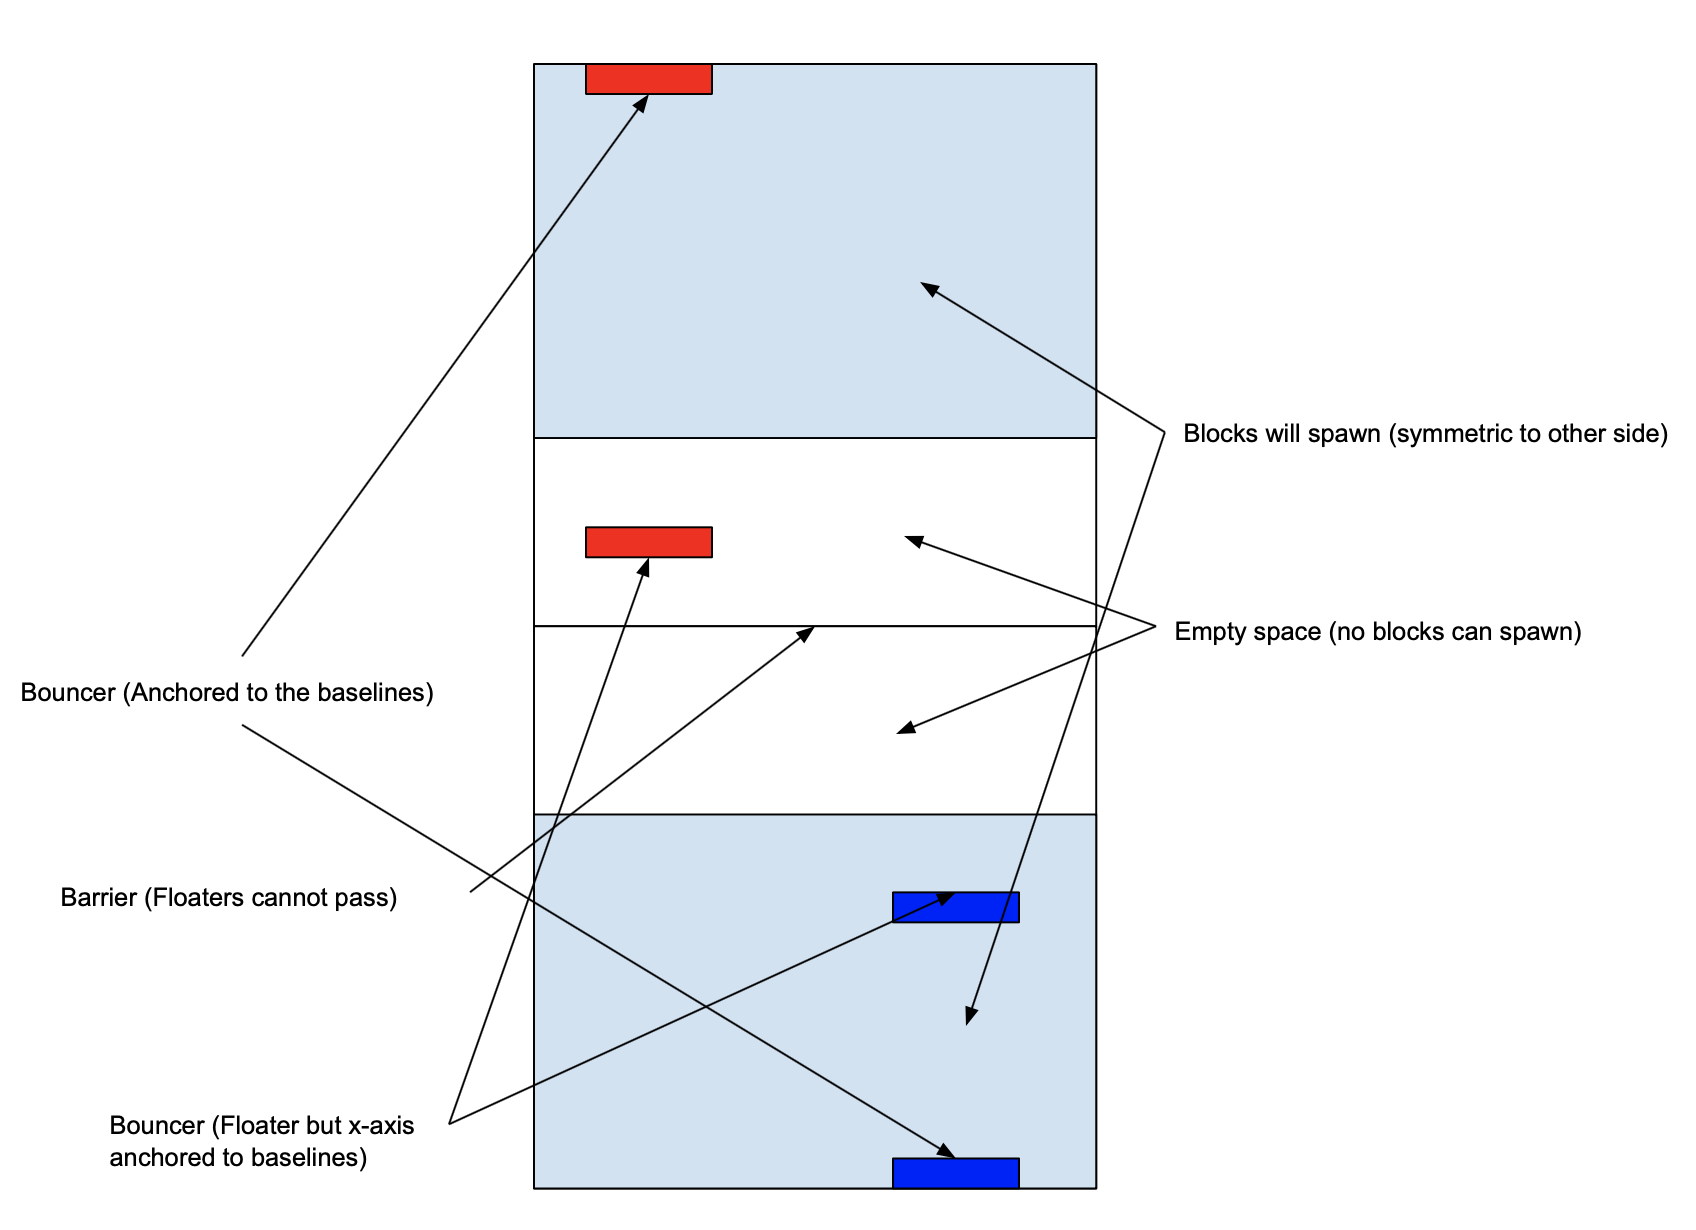 Blocks will spawn (symmetric to other side)
Empty space (no blocks can spawn)
Bouncer (Anchored to the baselines)
Barrier (Floaters cannot pass)
Bouncer (Floater but x-axis
anchored to baselines)